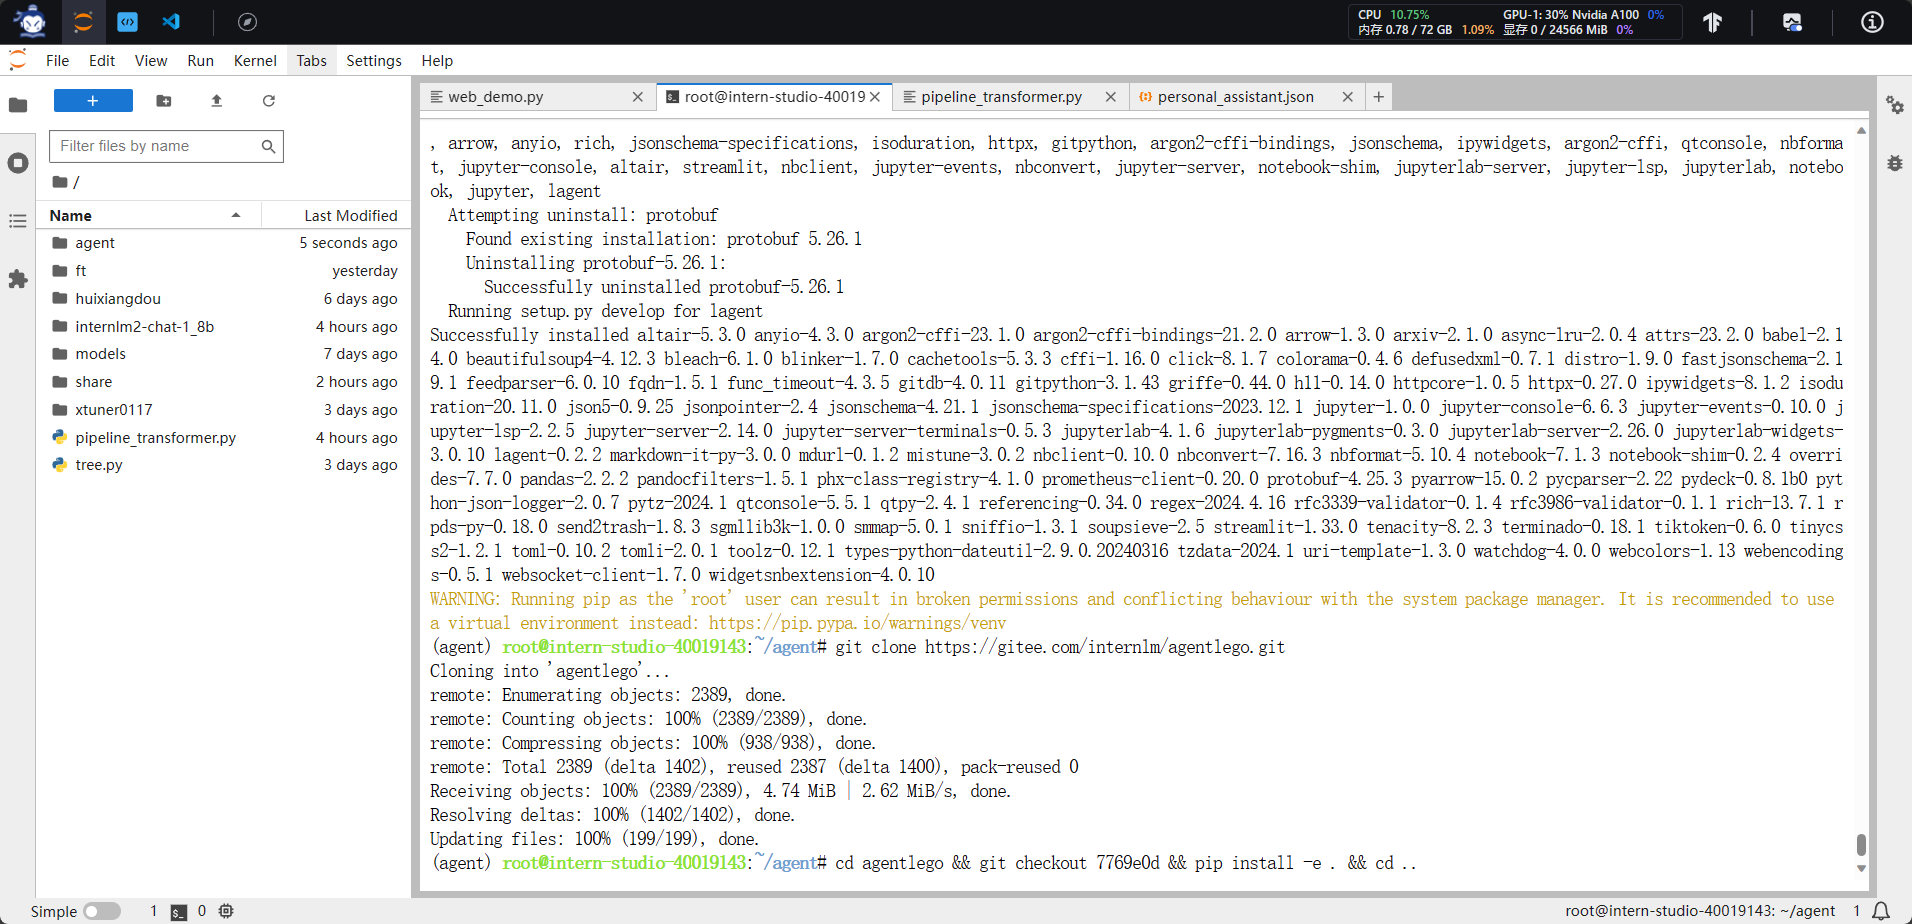 CPU 10.75% GPU-1: 30% Nvidia A100 0%
内存 0.78 / 72 GB 1.09% 显存 0 / 24566 MiB 0%
File Edit View Run Kernel Tabs Settings Help
+
web_demo.py
root@intern-studio-40019
pipeline_transformer.py
personal_assistant.json
Filter files by name
/
Name Last Modified
agent 5 seconds ago
ft yesterday
huixiangdou 6 days ago
internlm2-chat-1_8b 4 hours ago
models 7 days ago
share 2 hours ago
xtuner0117 3 days ago
pipeline_transformer.py 4 hours ago
tree.py 3 days ago
, arrow, anyio, rich, jsonschema-specifications, isoduration, httpx, gitpython, argon2-cffi-bindings, jsonschema, ipywidgets, argon2-cffi, qtconsole, nbforma
t, jupyter-console, altair, streamlit, nbclient, jupyter-events, nbconvert, jupyter-server, notebook-shim, jupyterlab-server, jupyter-lsp, jupyterlab, notebo
ok, jupyter, lagent
Attempting uninstall: protobuf
Found existing installation: protobuf 5.26.1
Uninstalling protobuf-5.26.1:
Successfully uninstalled protobuf-5.26.1
Running setup.py develop for lagent
Successfully installed altair-5.3.0 anyio-4.3.0 argon2-cffi-23.1.0 argon2-cffi-bindings-21.2.0 arrow-1.3.0 arxiv-2.1.0 async-lru-2.0.4 attrs-23.2.0 babel-2.1
4.0 beautifulsoup4-4.12.3 bleach-6.1.0 blinker-1.7.0 cachetools-5.3.3 cffi-1.16.0 click-8.1.7 colorama-0.4.6 defusedxml-0.7.1 distro-1.9.0 fastjsonschema-2.1
9.1 feedparser-6.0.10 fqdn-1.5.1 func_timeout-4.3.5 gitdb-4.0.11 gitpython-3.1.43 griffe-0.44.0 h11-0.14.0 httpcore-1.0.5 httpx-0.27.0 ipywidgets-8.1.2 isodu
ration-20.11.0 json5-0.9.25 jsonpointer-2.4 jsonschema-4.21.1 jsonschema-specifications-2023.12.1 jupyter-1.0.0 jupyter-console-6.6.3 jupyter-events-0.10.0 j
upyter-lsp-2.2.5 jupyter-server-2.14.0 jupyter-server-terminals-0.5.3 jupyterlab-4.1.6 jupyterlab-pygments-0.3.0 jupyterlab-server-2.26.0 jupyterlab-widgets-
3.0.10 lagent-0.2.2 markdown-it-py-3.0.0 mdurl-0.1.2 mistune-3.0.2 nbclient-0.10.0 nbconvert-7.16.3 nbformat-5.10.4 notebook-7.1.3 notebook-shim-0.2.4 overri
des-7.7.0 pandas-2.2.2 pandocfilters-1.5.1 phx-class-registry-4.1.0 prometheus-client-0.20.0 protobuf-4.25.3 pyarrow-15.0.2 pycparser-2.22 pydeck-0.8.1b0 pyt
hon-json-logger-2.0.7 pytz-2024.1 qtconsole-5.5.1 qtpy-2.4.1 referencing-0.34.0 regex-2024.4.16 rfc3339-validator-0.1.4 rfc3986-validator-0.1.1 rich-13.7.1 r
pds-py-0.18.0 send2trash-1.8.3 sgmllib3k-1.0.0 smmap-5.0.1 sniffio-1.3.1 soupsieve-2.5 streamlit-1.33.0 tenacity-8.2.3 terminado-0.18.1 tiktoken-0.6.0 tinycs
s2-1.2.1 toml-0.10.2 tomli-2.0.1 toolz-0.12.1 types-python-dateutil-2.9.0.20240316 tzdata-2024.1 uri-template-1.3.0 watchdog-4.0.0 webcolors-1.13 webencoding
s-0.5.1 websocket-client-1.7.0 widgetsnbextension-4.0.10
WARNING: Running pip as the 'root' user can result in broken permissions and conflicting behaviour with the system package manager. It is recommended to use
a virtual environment instead: https://pip.pypa.io/warnings/venv
(agent) root@intern-studio-40019143:~/agent# git clone https://gitee.com/internlm/agentlego.git
Cloning into 'agentlego'...
remote: Enumerating objects: 2389, done.
remote: Counting objects: 100% (2389/2389), done.
remote: Compressing objects: 100% (938/938), done.
remote: Total 2389 (delta 1402), reused 2387 (delta 1400), pack-reused 0
Receiving objects: 100% (2389/2389), 4.74 MiB | 2.62 MiB/s, done.
Resolving deltas: 100% (1402/1402), done.
Updating files: 100% (199/199), done.
(agent) root@intern-studio-40019143:~/agent# cd agentlego && git checkout 7769e0d && pip install -e . && cd ..
Simple 1 0 root@intern-studio-40019143: ~/agent 1